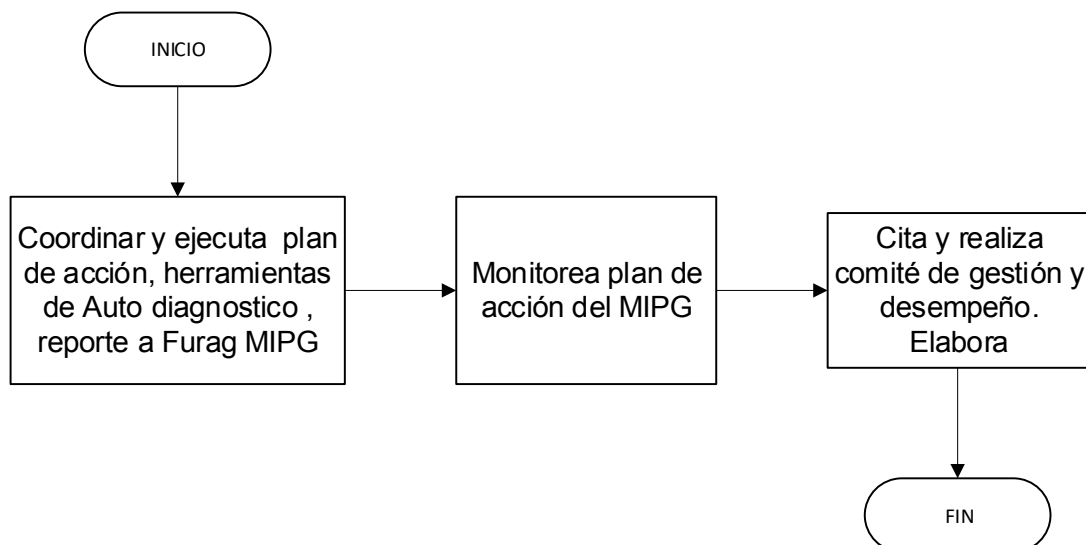 INICIO
Coordinar y ejecuta plan
de acción, herramientas
de Auto diagnostico ,
reporte a Furag MIPG
Monitorea plan de
acción del MIPG
Cita y realiza
comité de gestión y
desempeño.
Elabora
FIN